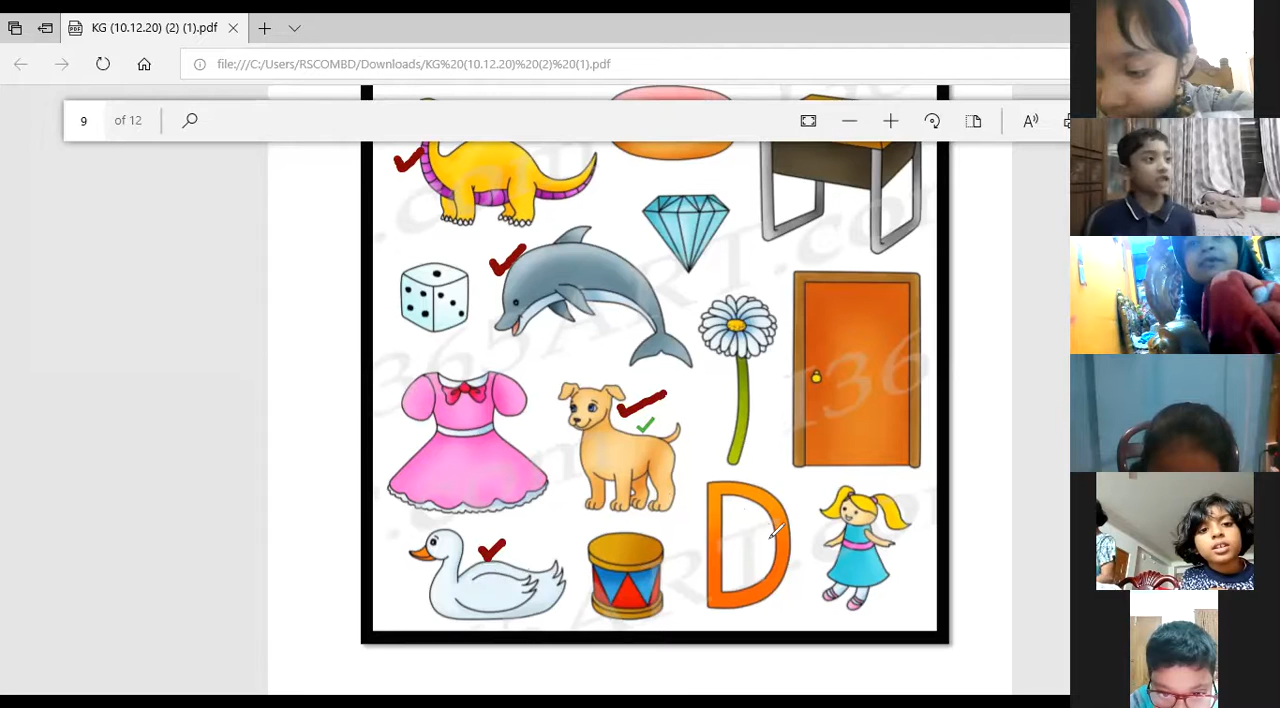 KG (10.12.20) (2) (1).pdf
file:///C:/Users/RSCOMBD/Downloads/KG%20(10.12.20)%20(2)%20(1).pdf
9 of 12
D
136